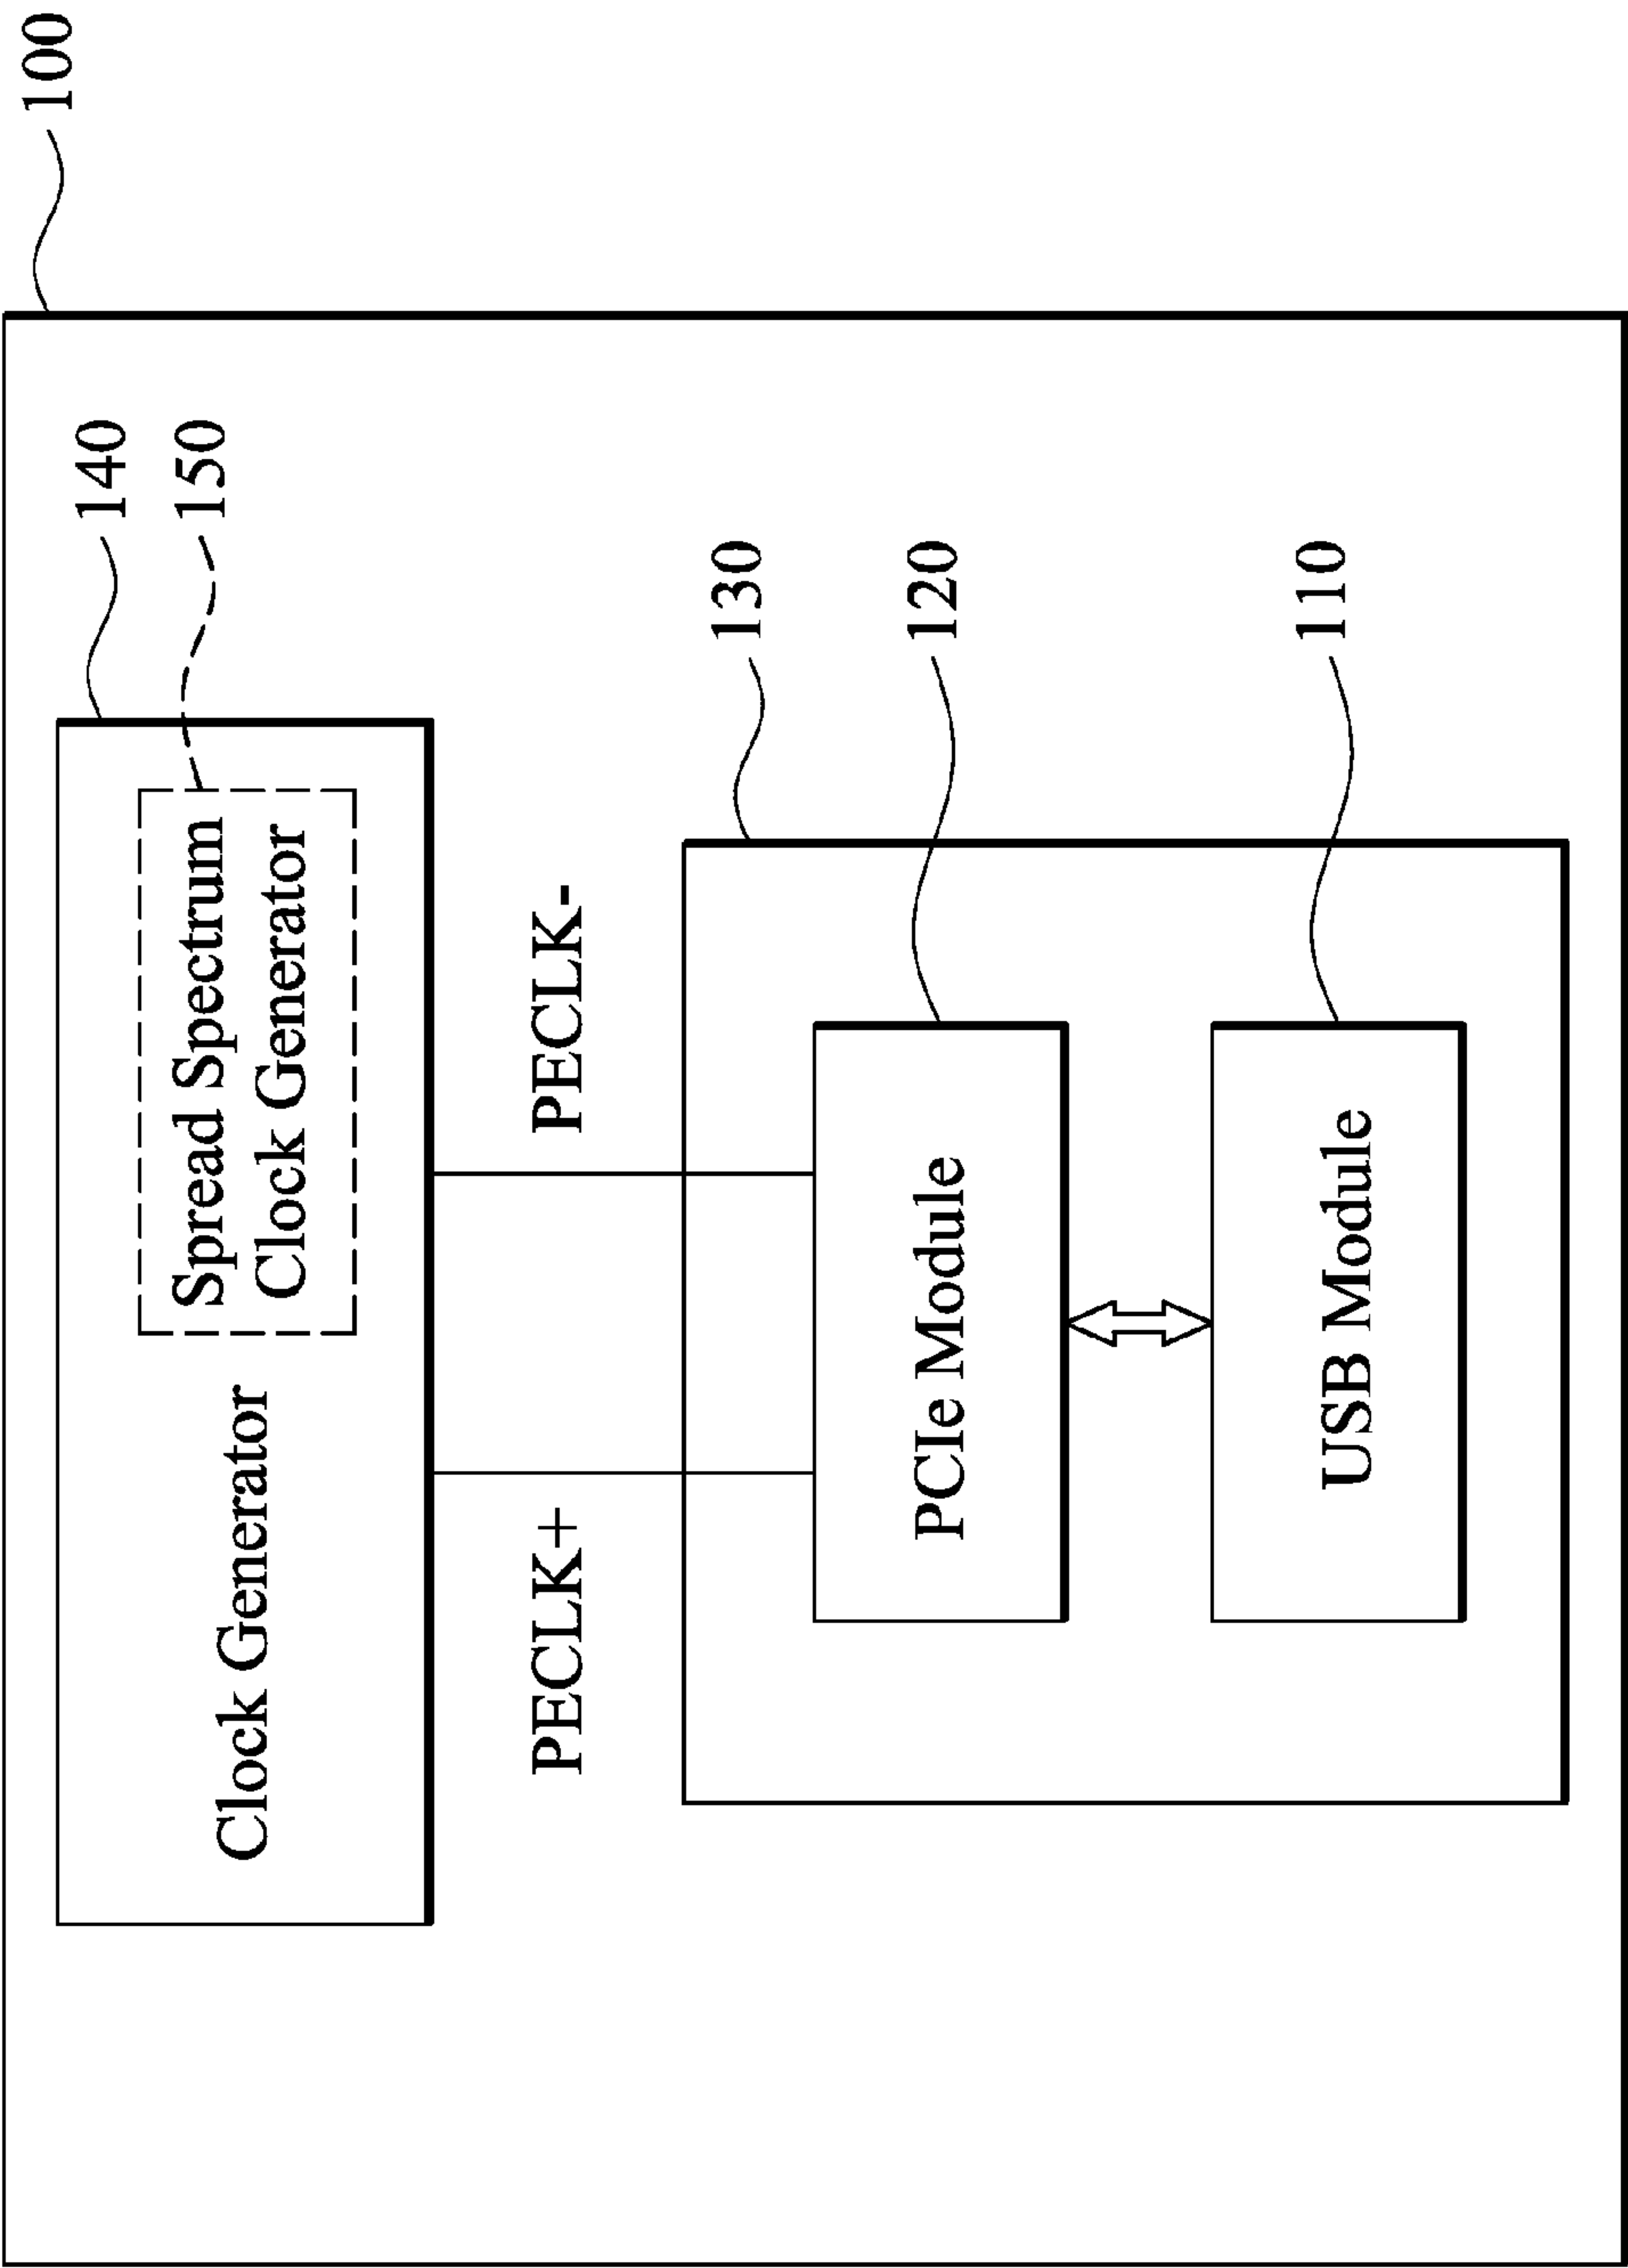 100
140
150
Clock Generator
Spread Spectrum
Clock Generator
PECLK+
PECLK-
130
120
PCIe Module
110
USB Module